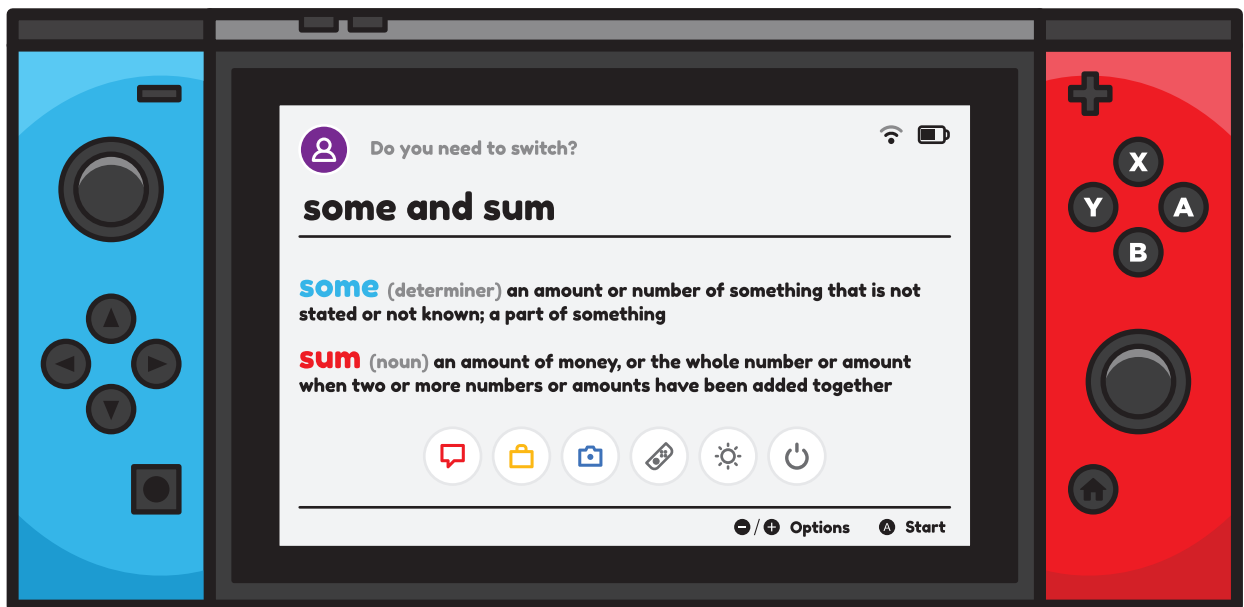 Do you need to switch?
some and sum
some (determiner) an amount or number of something that is not
stated or not known; a part of something
sum (noun) an amount of money, or the whole number or amount
when two or more numbers or amounts have been added together
−/+ Options A Start
X
Y A
B